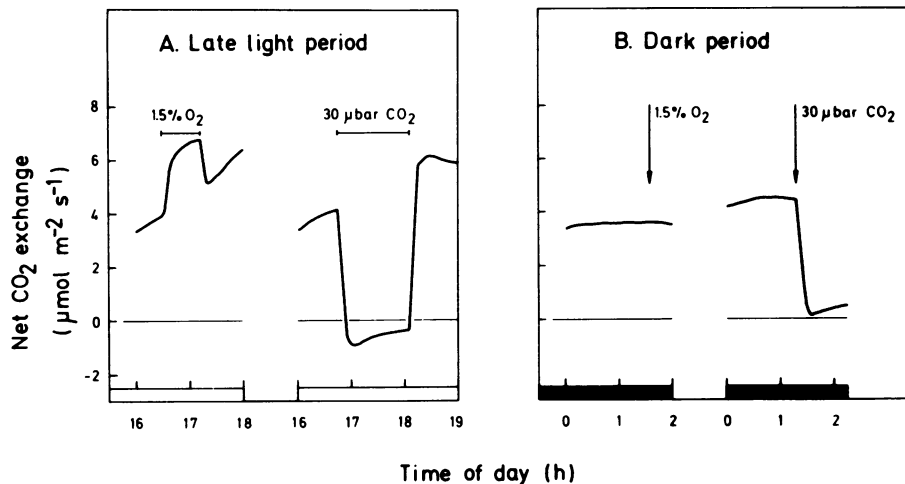 A. Late light period
B. Dark period
1.5% O₂
30 µbar CO₂
1.5% O₂
30 µbar CO₂
Net CO₂ exchange
(µmol m⁻² s⁻¹)
8
6
4
2
0
-2
16 17 18
16 17 18 19
0 1 2
0 1 2
Time of day (h)